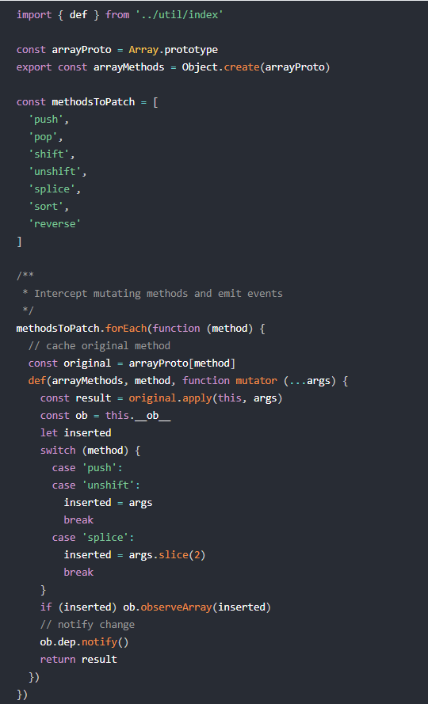 import { def } from '../util/index'

const arrayProto = Array.prototype
export const arrayMethods = Object.create(arrayProto)

const methodsToPatch = [
  'push',
  'pop',
  'shift',
  'unshift',
  'splice',
  'sort',
  'reverse'
]

/**
 * Intercept mutating methods and emit events
 */
methodsToPatch.forEach(function (method) {
  // cache original method
  const original = arrayProto[method]
  def(arrayMethods, method, function mutator (...args) {
    const result = original.apply(this, args)
    const ob = this.__ob__
    let inserted
    switch (method) {
      case 'push':
      case 'unshift':
        inserted = args
        break
      case 'splice':
        inserted = args.slice(2)
        break
    }
    if (inserted) ob.observeArray(inserted)
    // notify change
    ob.dep.notify()
    return result
  })
})